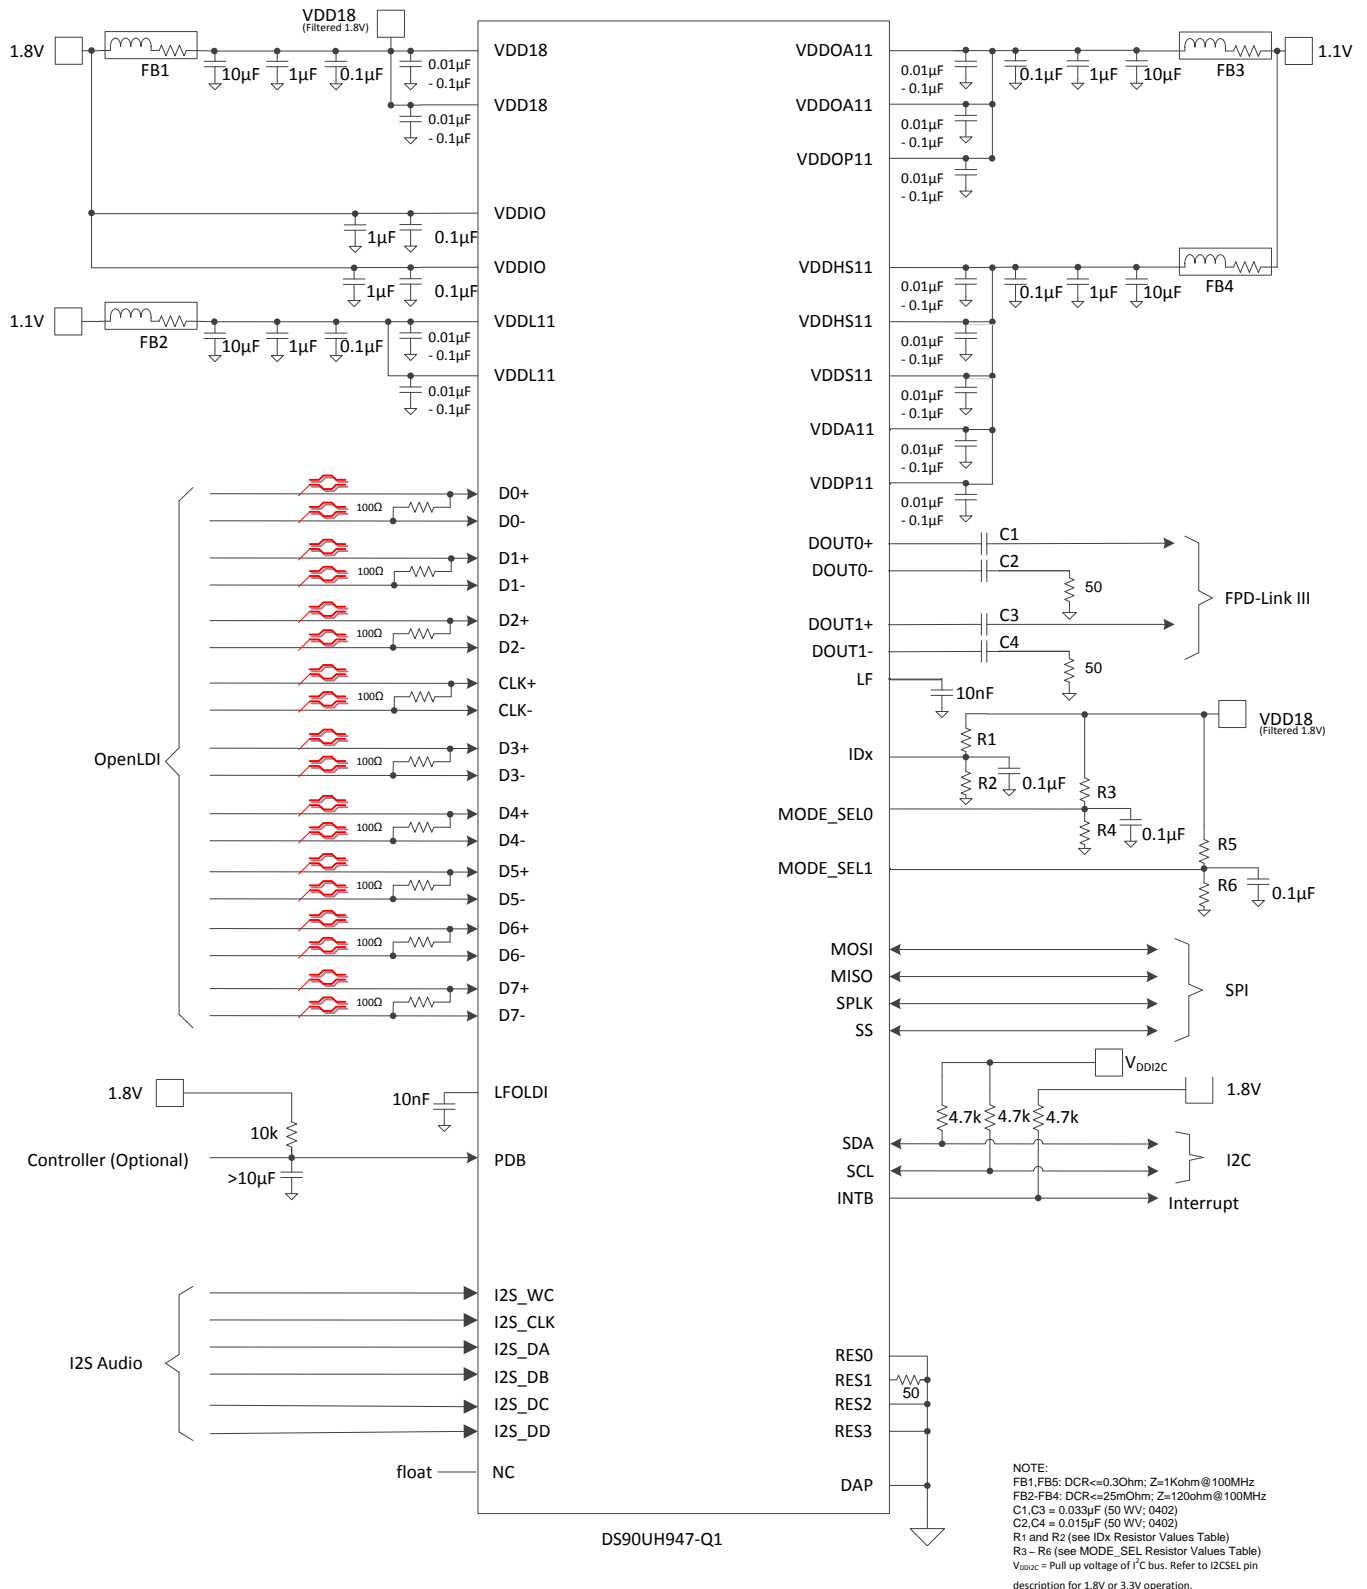 VDD18
(Filtered 1.8V)
1.8V
FB1
10µF
1µF
0.1µF
0.01µF
- 0.1µF
VDD18
0.01µF
- 0.1µF
VDD18
1µF
0.1µF
VDDIO
1µF
0.1µF
VDDIO
1.1V
FB2
10µF
1µF
0.1µF
0.01µF
- 0.1µF
VDDL11
0.01µF
- 0.1µF
VDDL11
OpenLDI
100Ω
D0+
D0-
100Ω
D1+
D1-
100Ω
D2+
D2-
100Ω
CLK+
CLK-
100Ω
D3+
D3-
100Ω
D4+
D4-
100Ω
D5+
D5-
100Ω
D6+
D6-
100Ω
D7+
D7-
1.8V
10nF
LFOLDI
10k
Controller (Optional)
>10µF
PDB
I2S Audio
I2S_WC
I2S_CLK
I2S_DA
I2S_DB
I2S_DC
I2S_DD
float
NC
VDDOA11
0.01µF
- 0.1µF
0.1µF
1µF
10µF
FB3
1.1V
VDDOA11
0.01µF
- 0.1µF
VDDOP11
0.01µF
- 0.1µF
VDDHS11
0.01µF
- 0.1µF
0.1µF
1µF
10µF
FB4
VDDHS11
0.01µF
- 0.1µF
VDDS11
0.01µF
- 0.1µF
VDDA11
0.01µF
- 0.1µF
VDDP11
0.01µF
- 0.1µF
DOUT0+
C1
DOUT0-
C2
50
FPD-Link III
DOUT1+
C3
DOUT1-
C4
50
LF
10nF
VDD18
(Filtered 1.8V)
IDx
R1
R2
0.1µF
R3
MODE_SEL0
R4
0.1µF
R5
MODE_SEL1
R6
0.1µF
MOSI
MISO
SPLK
SS
SPI
VDDI2C
1.8V
4.7k
4.7k
4.7k
SDA
SCL
I2C
INTB
Interrupt
RES0
RES1
50
RES2
RES3
DAP
DS90UH947-Q1
NOTE:
FB1,FB5: DCR<=0.3Ohm; Z=1Kohm@100MHz
FB2-FB4: DCR<=25mOhm; Z=120ohm@100MHz
C1,C3 = 0.033µF (50 WV; 0402)
C2,C4 = 0.015µF (50 WV; 0402)
R1 and R2 (see IDx Resistor Values Table)
R3 – R6 (see MODE_SEL Resistor Values Table)
VDDI2C = Pull up voltage of I²C bus. Refer to I2CSEL pin
description for 1.8V or 3.3V operation.